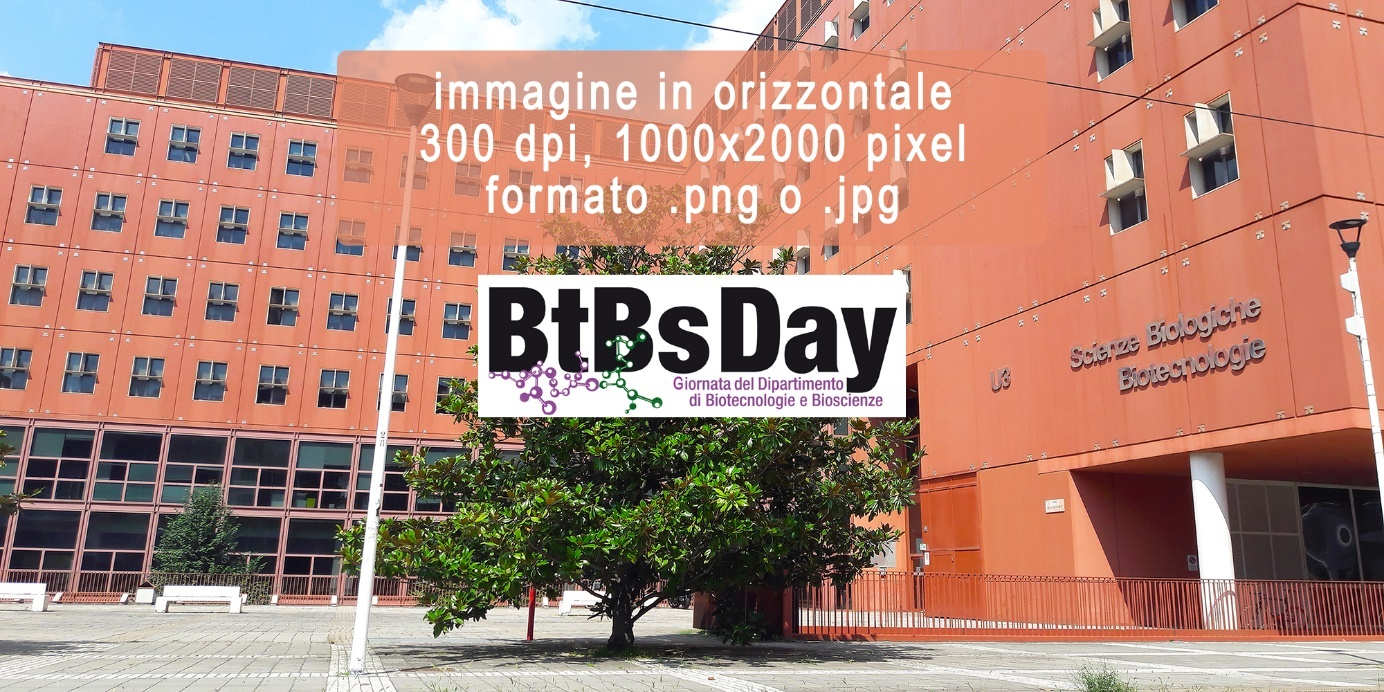 immagine in orizzontale
300 dpi, 1000x2000 pixel
formato .png o .jpg
BtBsDay
Giornata del Dipartimento
di Biotecnologie e Bioscienze
U3
Scienze Biologiche
Biotecnologie